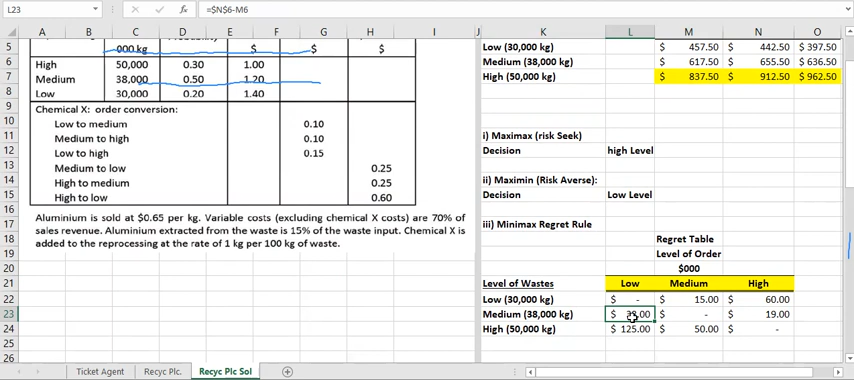 L23
fx =$N$6-M6
A B C D E F G H I J K L M N O
5 000 kg $ $ $ Low (30,000 kg) $ 457.50 $ 442.50 $ 397.50
6 High 50,000 0.30 1.00 Medium (38,000 kg) $ 617.50 $ 655.50 $ 636.50
7 Medium 38,000 0.50 1.20 High (50,000 kg) $ 837.50 $ 912.50 $ 962.50
8 Low 30,000 0.20 1.40
9 Chemical X: order conversion:
10 Low to medium 0.10
11 Medium to high 0.10 i) Maximax (risk Seek)
12 Low to high 0.15 Decision high Level
13 Medium to low 0.25
14 High to medium 0.25 ii) Maximin (Risk Averse):
15 High to low 0.60 Decision Low Level
16 Aluminium is sold at $0.65 per kg. Variable costs (excluding chemical X costs) are 70% of
17 sales revenue. Aluminium extracted from the waste is 15% of the waste input. Chemical X is iii) Minimax Regret Rule
18 added to the reprocessing at the rate of 1 kg per 100 kg of waste. Regret Table
19 Level of Order
20 $000
21 Level of Wastes Low Medium High
22 Low (30,000 kg) $ - $ 15.00 $ 60.00
23 Medium (38,000 kg) $ .00 $ - $ 19.00
24 High (50,000 kg) $ 125.00 $ 50.00 $ -
25
26
Ticket Agent Recyc Plc. Recyc Plc Sol